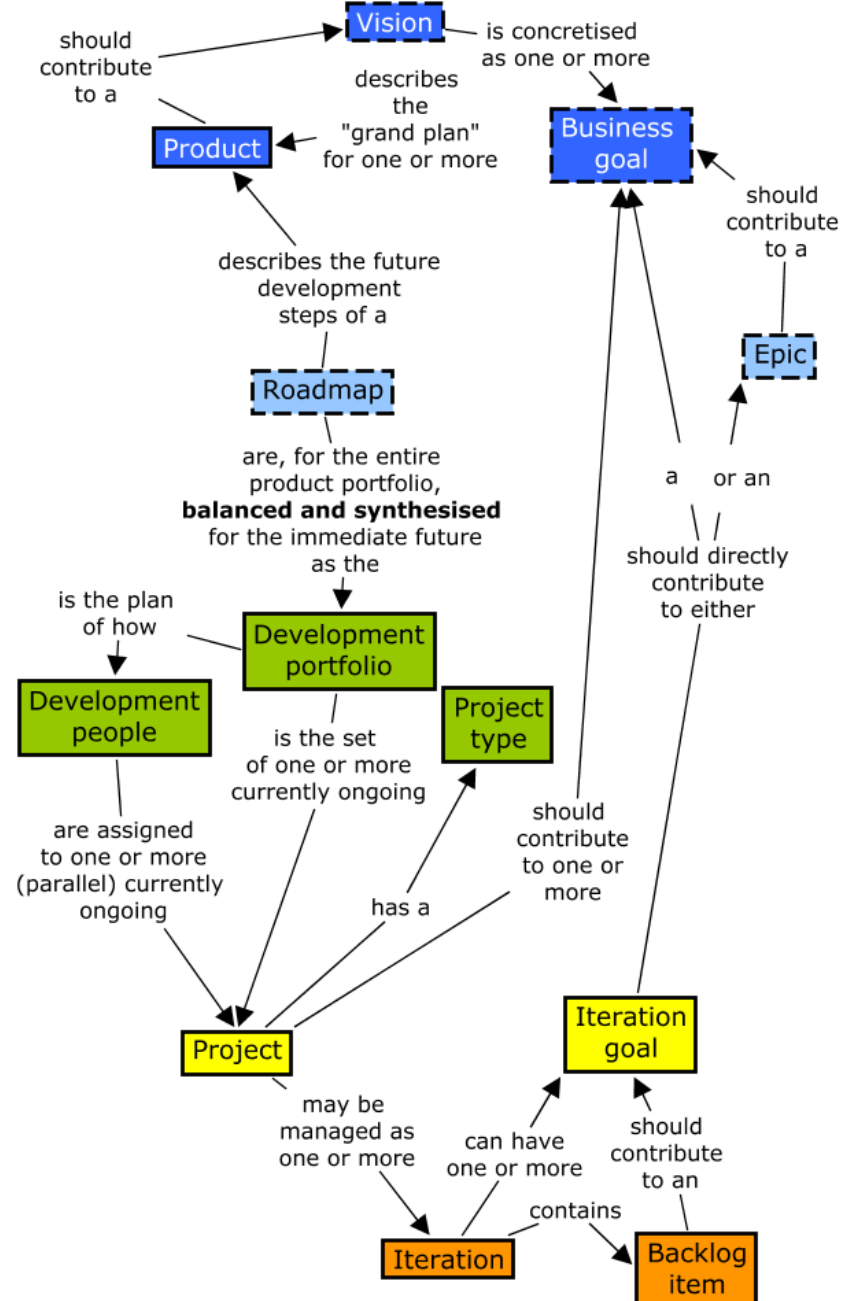 Vision
should
contribute
to a
is concretised
as one or more
describes
the
"grand plan"
for one or more
Product
Business
goal
should
contribute
to a
describes the future
development
steps of a
Epic
Roadmap
are, for the entire
product portfolio,
balanced and synthesised
for the immediate future
as the
a
or an
should directly
contribute
to either
is the plan
of how
Development
portfolio
Development
people
Project
type
is the set
of one or more
currently ongoing
are assigned
to one or more
(parallel) currently
ongoing
should
contribute
to one or
more
has a
Project
Iteration
goal
may be
managed as
one or more
can have
one or more
should
contribute
to an
contains
Iteration
Backlog
item